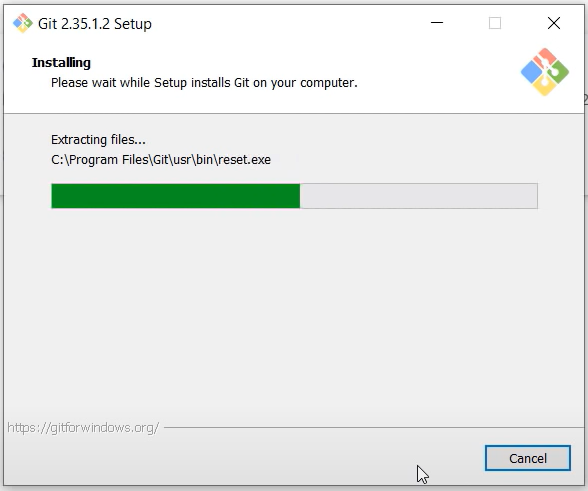 Git 2.35.1.2 Setup
Installing
Please wait while Setup installs Git on your computer.
Extracting files...
C:\Program Files\Git\usr\bin\reset.exe
https://gitforwindows.org/
Cancel